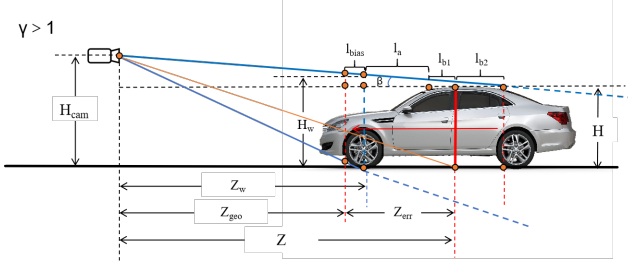 γ > 1
l_bias l_a l_b1 l_b2
β
H_cam
H_w
H
Z_w
Z_geo Z_err
Z